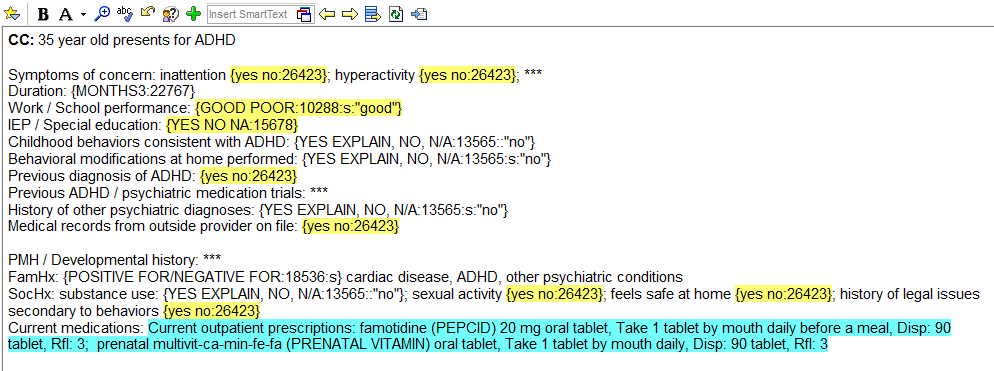 B A abc Insert SmartText
CC: 35 year old presents for ADHD
Symptoms of concern: inattention {yes no:26423}; hyperactivity {yes no:26423}; ***
Duration: {MONTHS3:22767}
Work / School performance: {GOOD POOR:10288:s:"good"}
IEP / Special education: {YES NO NA:15678}
Childhood behaviors consistent with ADHD: {YES EXPLAIN, NO, N/A:13565::"no"}
Behavioral modifications at home performed: {YES EXPLAIN, NO, N/A:13565:s:"no"}
Previous diagnosis of ADHD: {yes no:26423}
Previous ADHD / psychiatric medication trials: ***
History of other psychiatric diagnoses: {YES EXPLAIN, NO, N/A:13565:s:"no"}
Medical records from outside provider on file: {yes no:26423}
PMH / Developmental history: ***
FamHx: {POSITIVE FOR/NEGATIVE FOR:18536:s} cardiac disease, ADHD, other psychiatric conditions
SocHx: substance use: {YES EXPLAIN, NO, N/A:13565::"no"}; sexual activity {yes no:26423}; feels safe at home {yes no:26423}; history of legal issues
secondary to behaviors {yes no:26423}
Current medications: Current outpatient prescriptions: famotidine (PEPCID) 20 mg oral tablet, Take 1 tablet by mouth daily before a meal, Disp: 90
tablet, Rfl: 3;  prenatal multivit-ca-min-fe-fa (PRENATAL VITAMIN) oral tablet, Take 1 tablet by mouth daily, Disp: 90 tablet, Rfl: 3